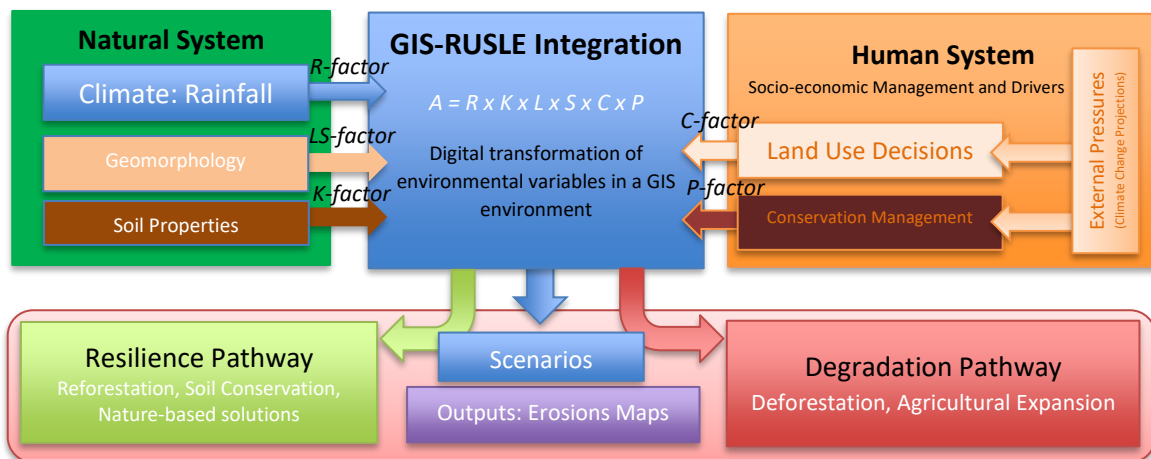 Natural System
R-factor
Climate: Rainfall
LS-factor
Geomorphology
K-factor
Soil Properties
GIS-RUSLE Integration
A = R x K x L x S x C x P
Digital transformation of
environmental variables in a GIS
environment
Human System
Socio-economic Management and Drivers
C-factor
Land Use Decisions
P-factor
Conservation Management
External Pressures
(Climate Change Projections)
Resilience Pathway
Reforestation, Soil Conservation,
Nature-based solutions
Scenarios
Outputs: Erosions Maps
Degradation Pathway
Deforestation, Agricultural Expansion